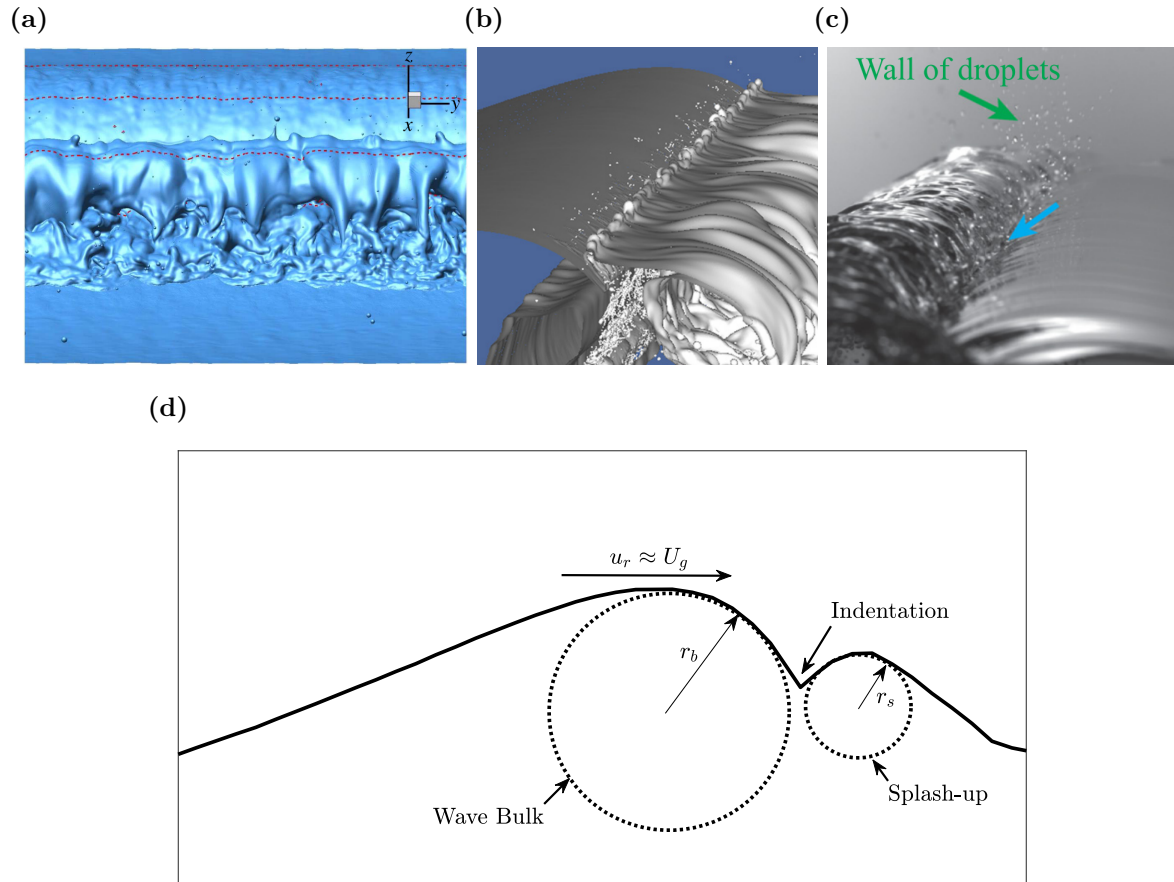 (a)
(b)
(c)
z
y
x
Wall of droplets
(d)
u_r ≈ U_g
Indentation
r_b
r_s
Splash-up
Wave Bulk